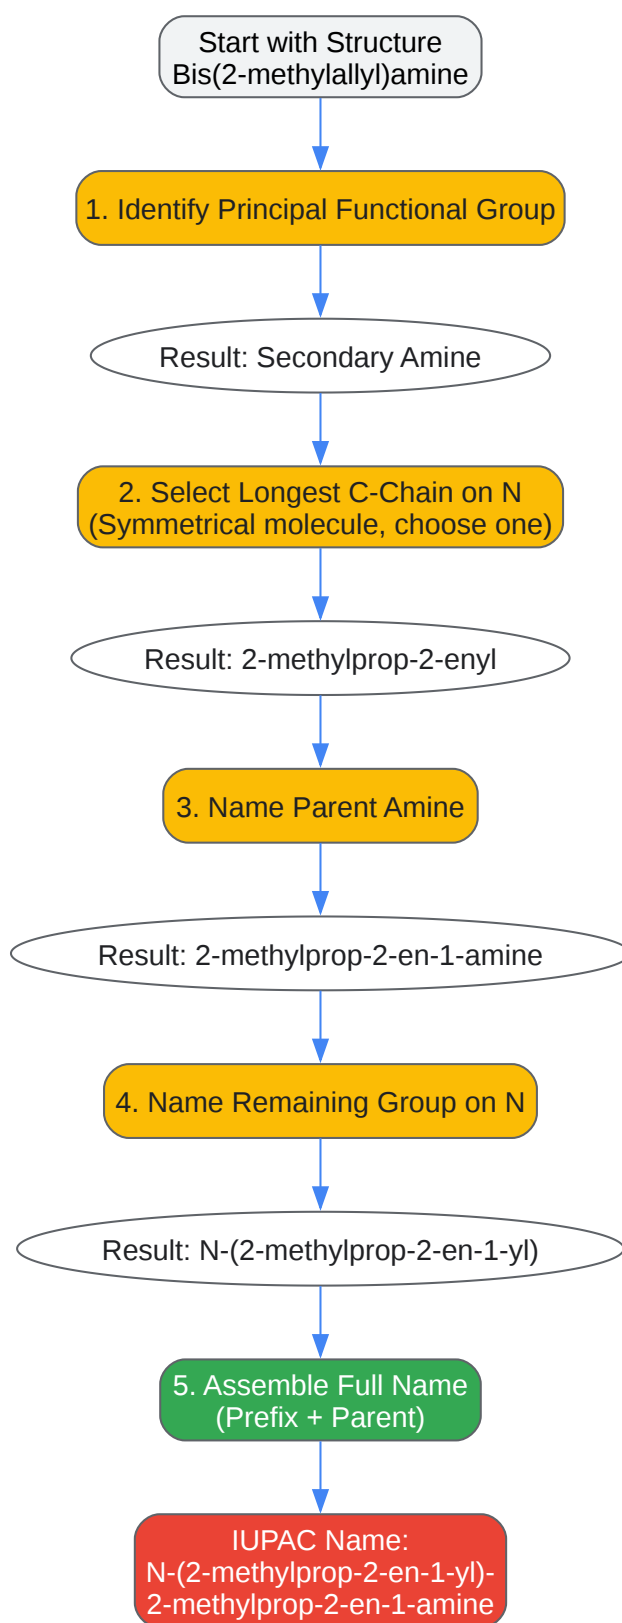 Start with Structure
Bis(2-methylallyl)amine
1. Identify Principal Functional Group
Result: Secondary Amine
2. Select Longest C-Chain on N
(Symmetrical molecule, choose one)
Result: 2-methylprop-2-enyl
3. Name Parent Amine
Result: 2-methylprop-2-en-1-amine
4. Name Remaining Group on N
Result: N-(2-methylprop-2-en-1-yl)
5. Assemble Full Name
(Prefix + Parent)
IUPAC Name:
N-(2-methylprop-2-en-1-yl)-
2-methylprop-2-en-1-amine